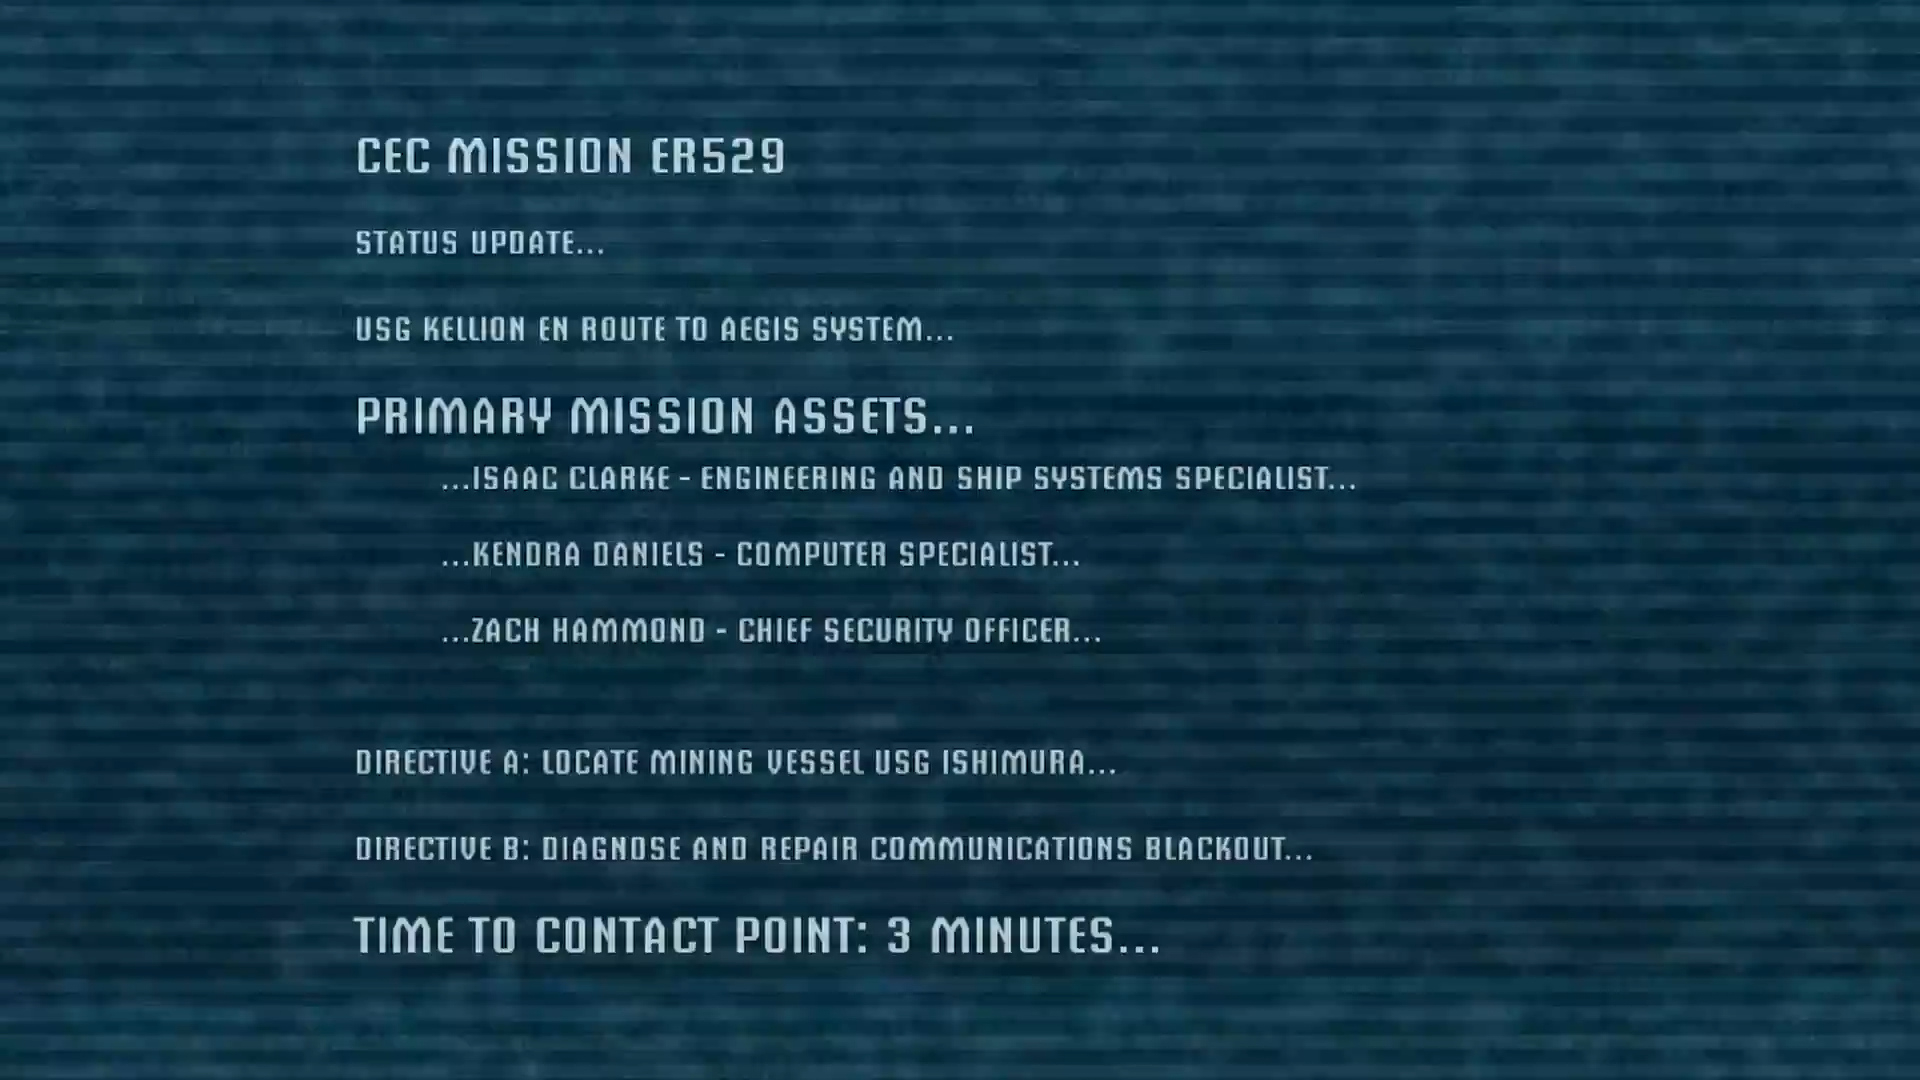 CEC MISSION ER529
STATUS UPDATE...
USG KELLION EN ROUTE TO AEGIS SYSTEM...
PRIMARY MISSION ASSETS...
...ISAAC CLARKE - ENGINEERING AND SHIP SYSTEMS SPECIALIST...
...KENDRA DANIELS - COMPUTER SPECIALIST...
...ZACH HAMMOND - CHIEF SECURITY OFFICER...
DIRECTIVE A: LOCATE MINING VESSEL USG ISHIMURA...
DIRECTIVE B: DIAGNOSE AND REPAIR COMMUNICATIONS BLACKOUT...
TIME TO CONTACT POINT: 3 MINUTES...